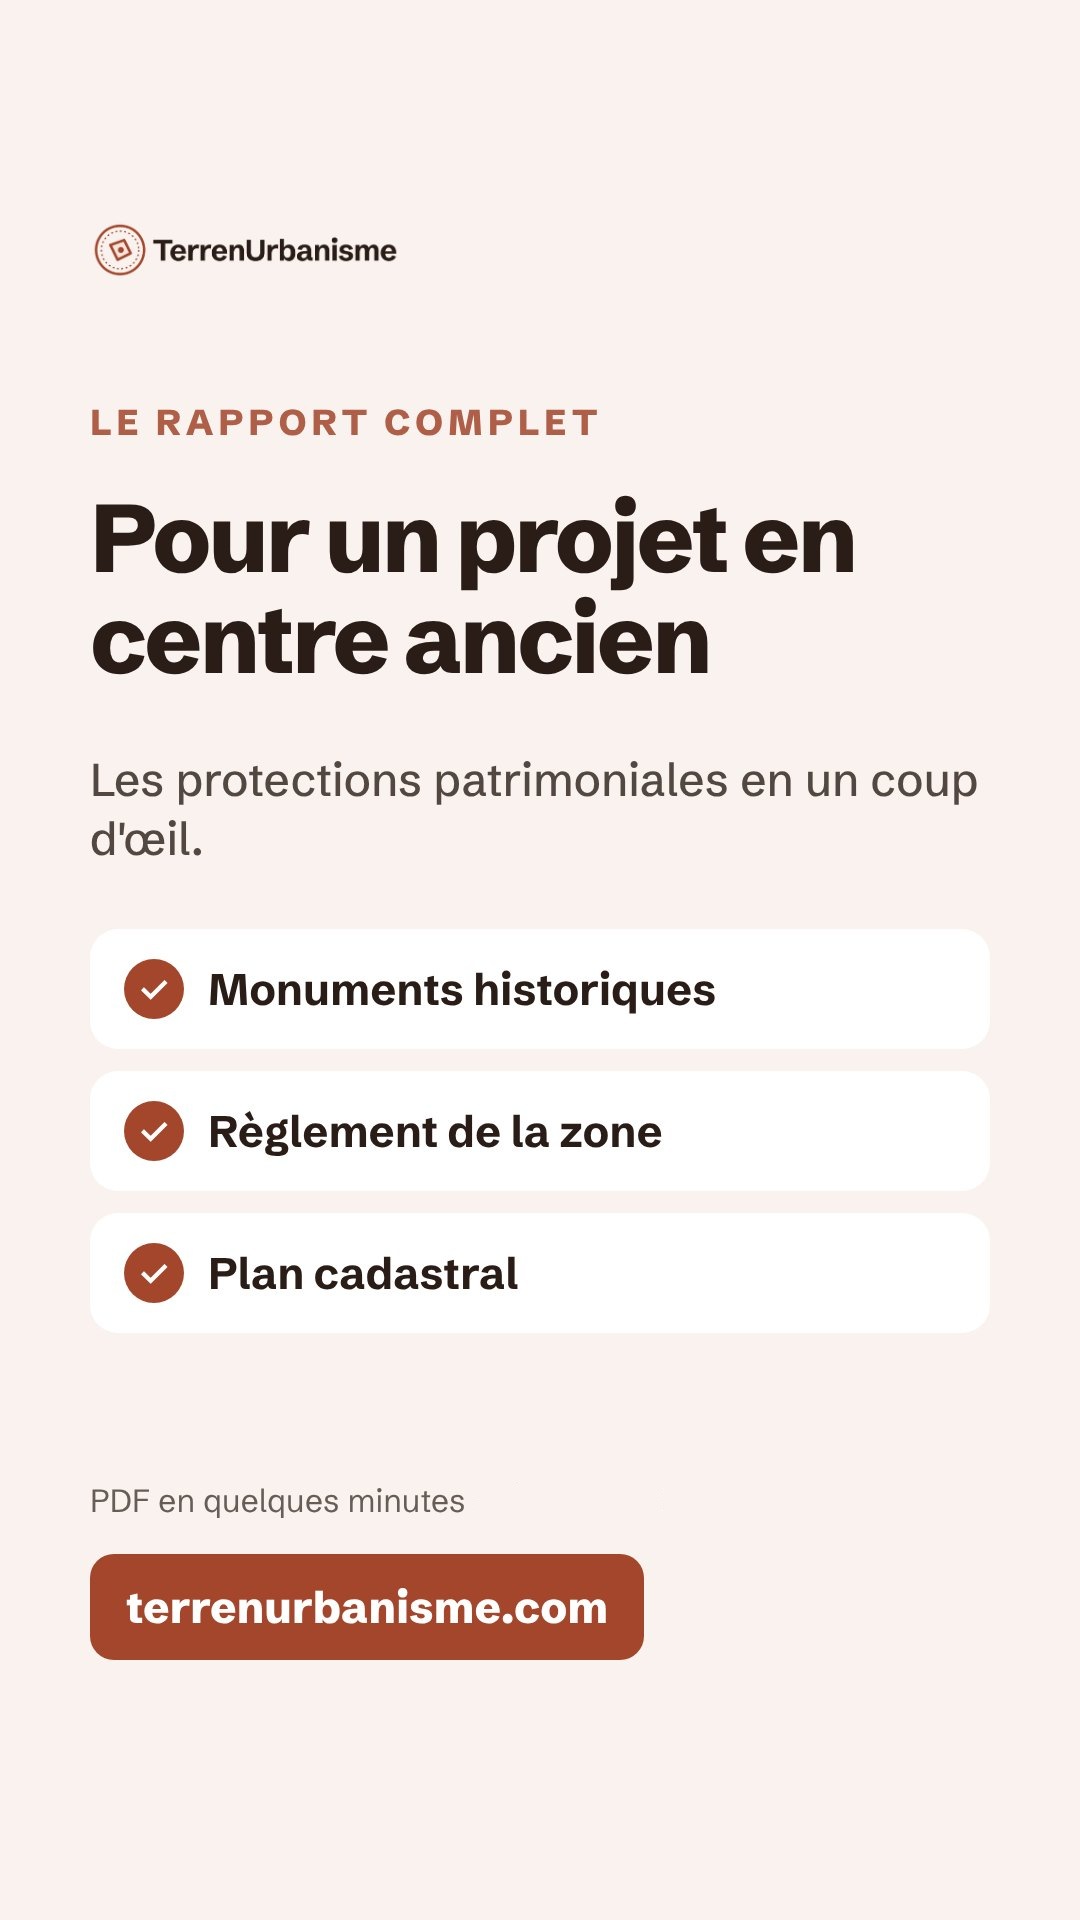 TerrenUrbanisme
LE RAPPORT COMPLET
Pour un projet en
centre ancien
Les protections patrimoniales en un coup
d'œil.
Monuments historiques
Règlement de la zone
Plan cadastral
PDF en quelques minutes
terrenurbanisme.com